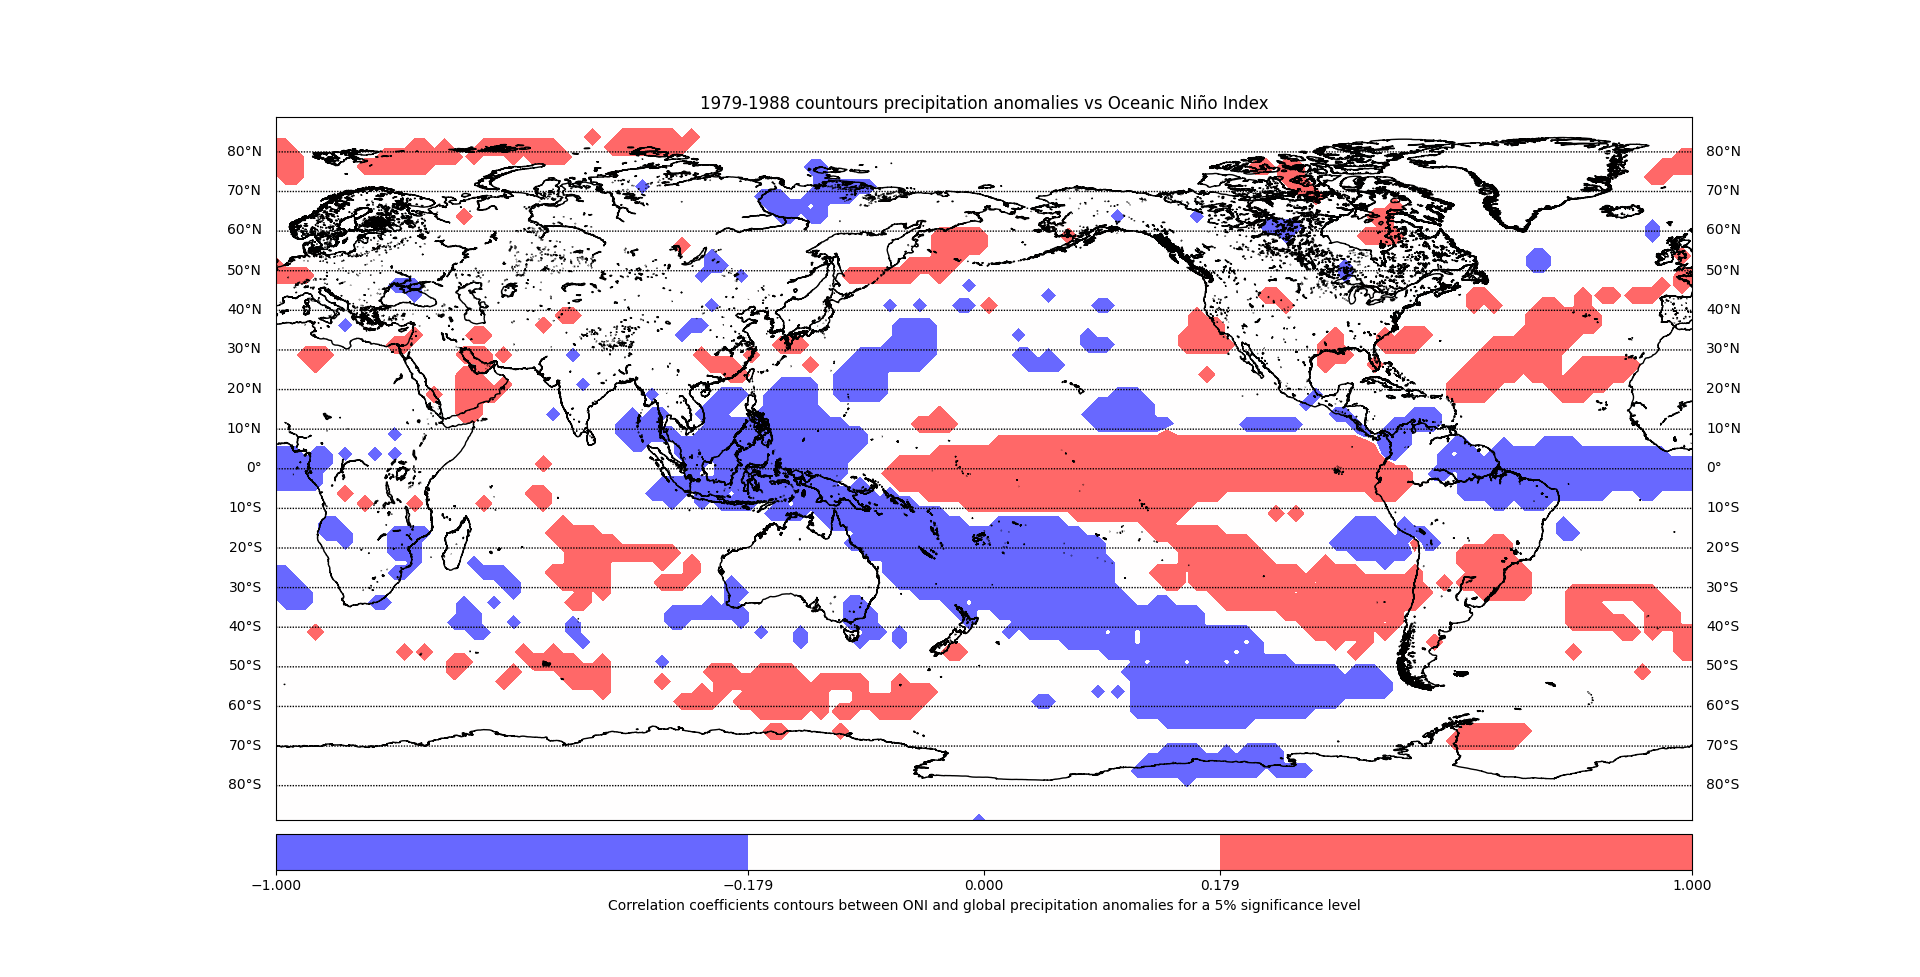 1979-1988 countours precipitation anomalies vs Oceanic Niño Index
80°N 80°N
70°N 70°N
60°N 60°N
50°N 50°N
40°N 40°N
30°N 30°N
20°N 20°N
10°N 10°N
0° 0°
10°S 10°S
20°S 20°S
30°S 30°S
40°S 40°S
50°S 50°S
60°S 60°S
70°S 70°S
80°S 80°S
−1.000 −0.179 0.000 0.179 1.000
Correlation coefficients contours between ONI and global precipitation anomalies for a 5% significance level